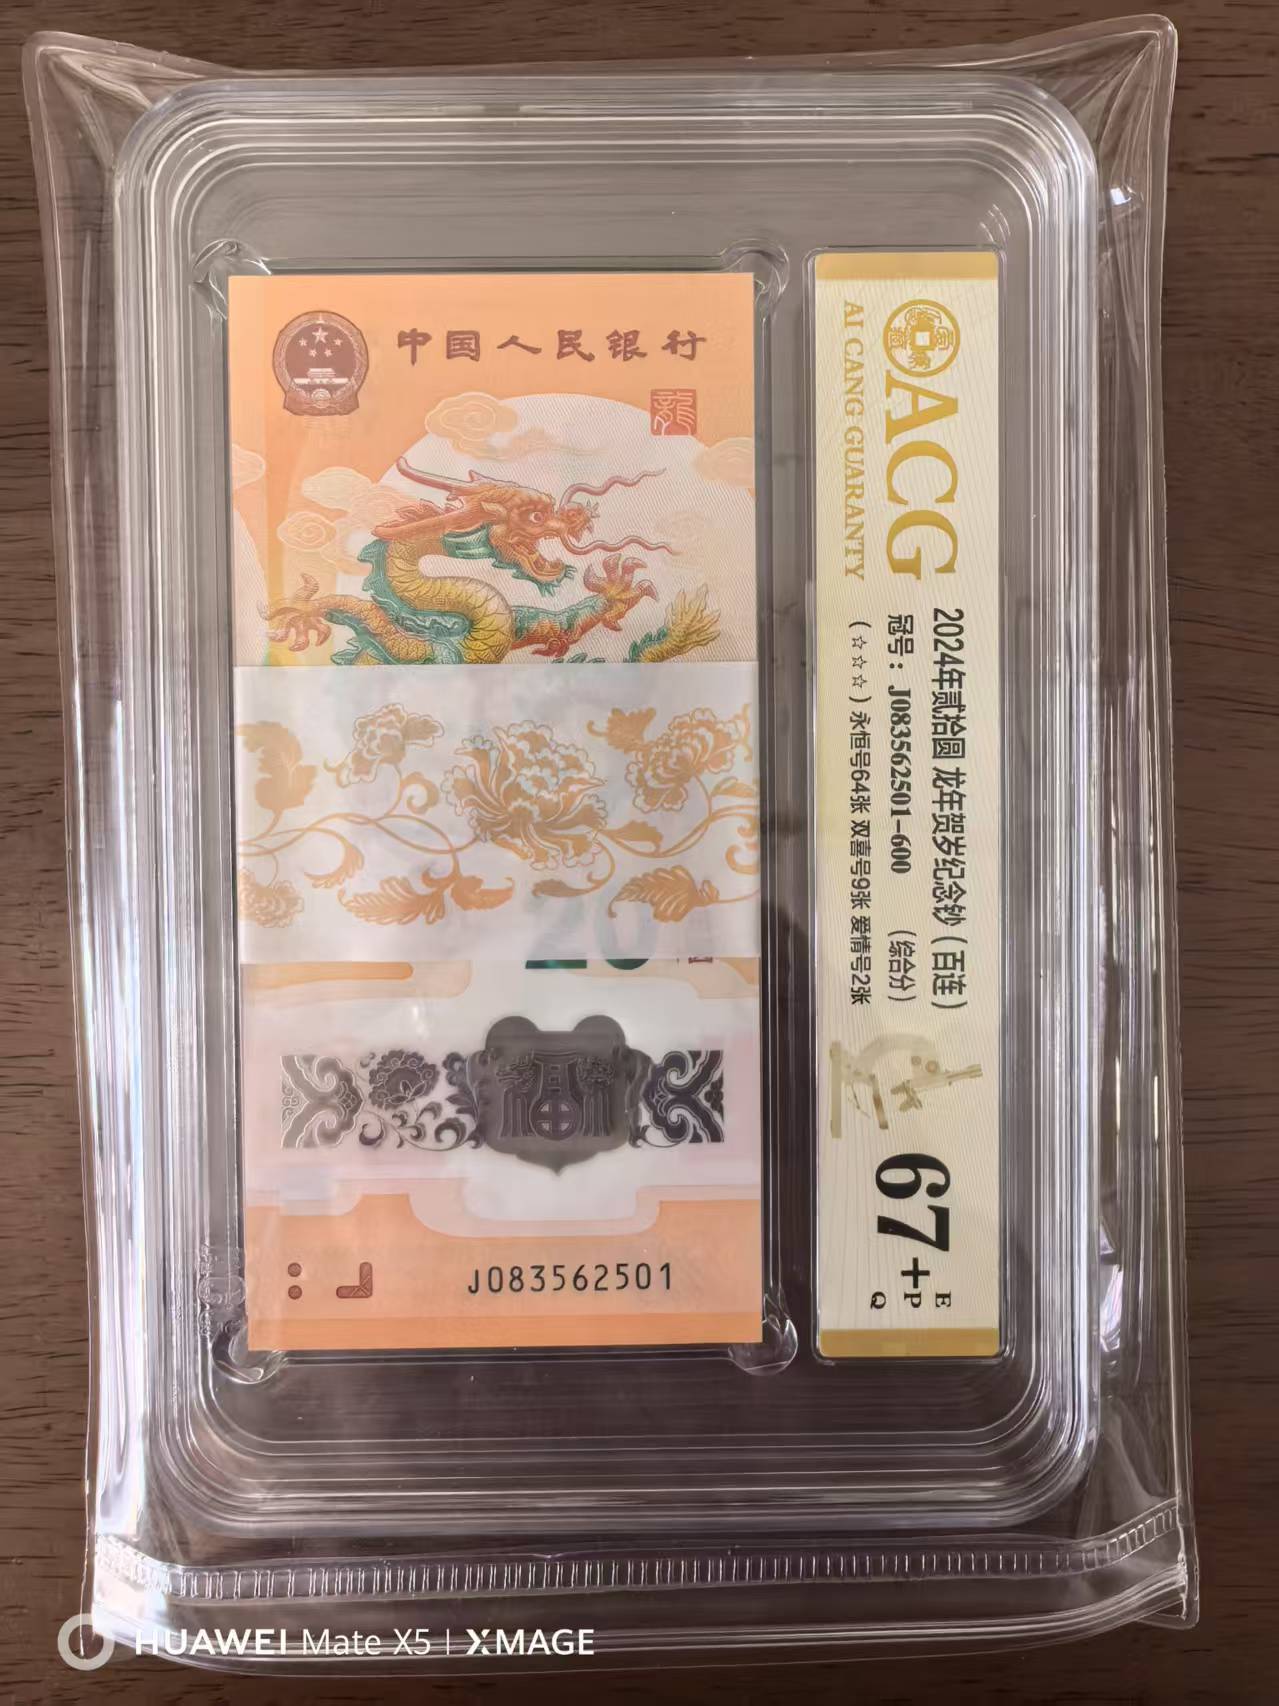 中国人民银行
龍
20
J083562501
ACG
AI CANG GUARANTY
2024年贰拾圆 龙年贺岁纪念钞（百连）
冠号：J083562501-600 （综合分）
（☆☆☆）永恒号64张 双喜号9张 爱情号2张
67+
E
P
Q
HUAWEI Mate X5 | XMAGE